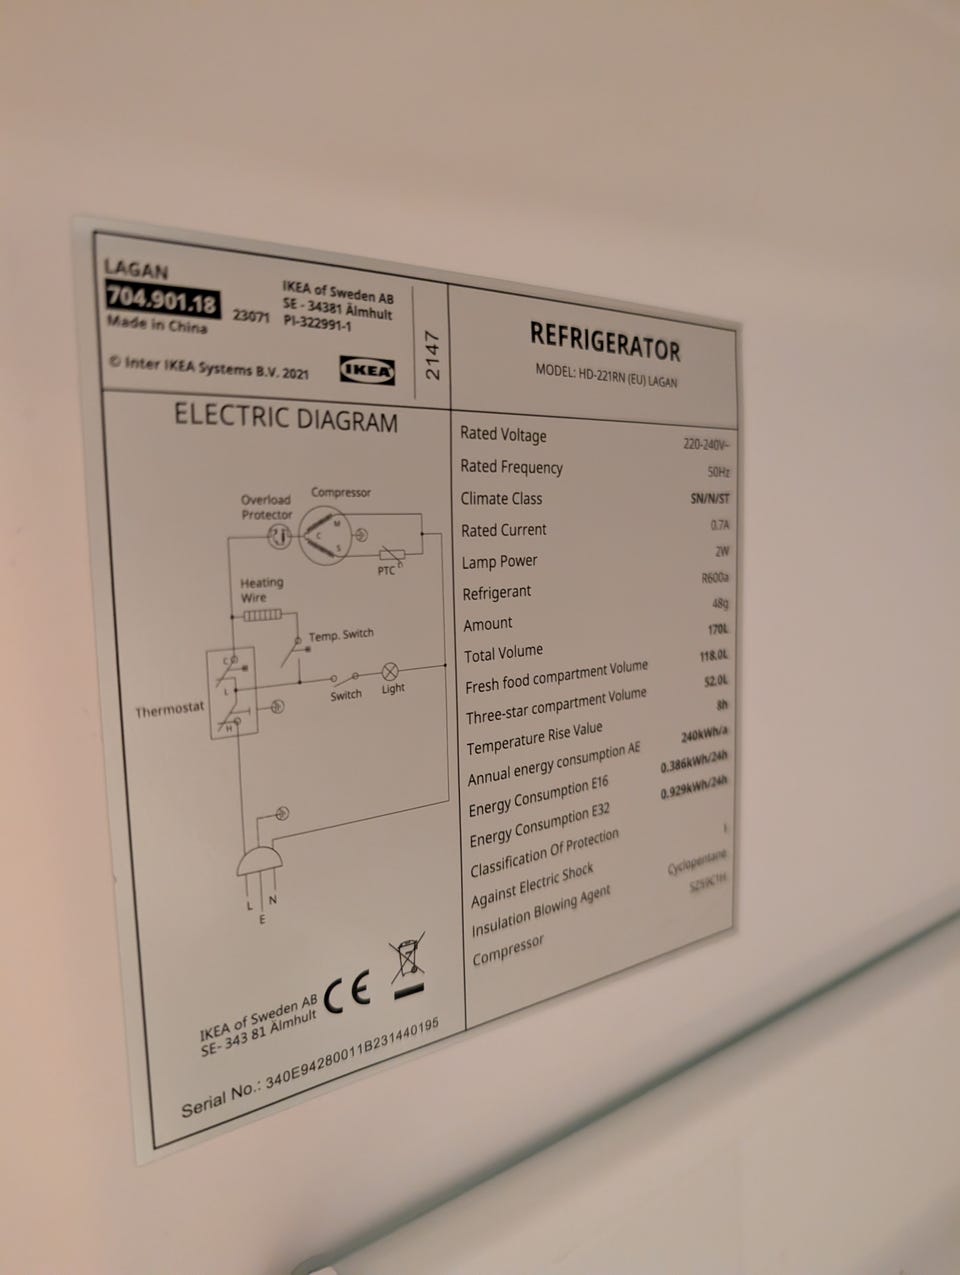 LAGAN
704.901.18
Made in China
23071
IKEA of Sweden AB
SE - 34381 Älmhult
PI-322991-1
© Inter IKEA Systems B.V. 2021
IKEA
2147
REFRIGERATOR
MODEL: HD-221RN (EU) LAGAN
ELECTRIC DIAGRAM
Overload
Protector
Compressor
M
C
S
PTC
Heating
Wire
Temp. Switch
C
L
H
Thermostat
Switch
Light
L
E
N
IKEA of Sweden AB
SE- 343 81 Älmhult
CE
Serial No.: 340E94280011B231440195
Rated Voltage 220-240V~
Rated Frequency 50Hz
Climate Class SN/N/ST
Rated Current 0.7A
Lamp Power 2W
Refrigerant R600a
Amount 48g
Total Volume 170L
Fresh food compartment Volume 118.0L
Three-star compartment Volume 52.0L
Temperature Rise Value 8h
Annual energy consumption AE 240kWh/a
Energy Consumption E16 0.386kWh/24h
Energy Consumption E32 0.929kWh/24h
Classification Of Protection
Against Electric Shock I
Insulation Blowing Agent Cyclopentane
Compressor